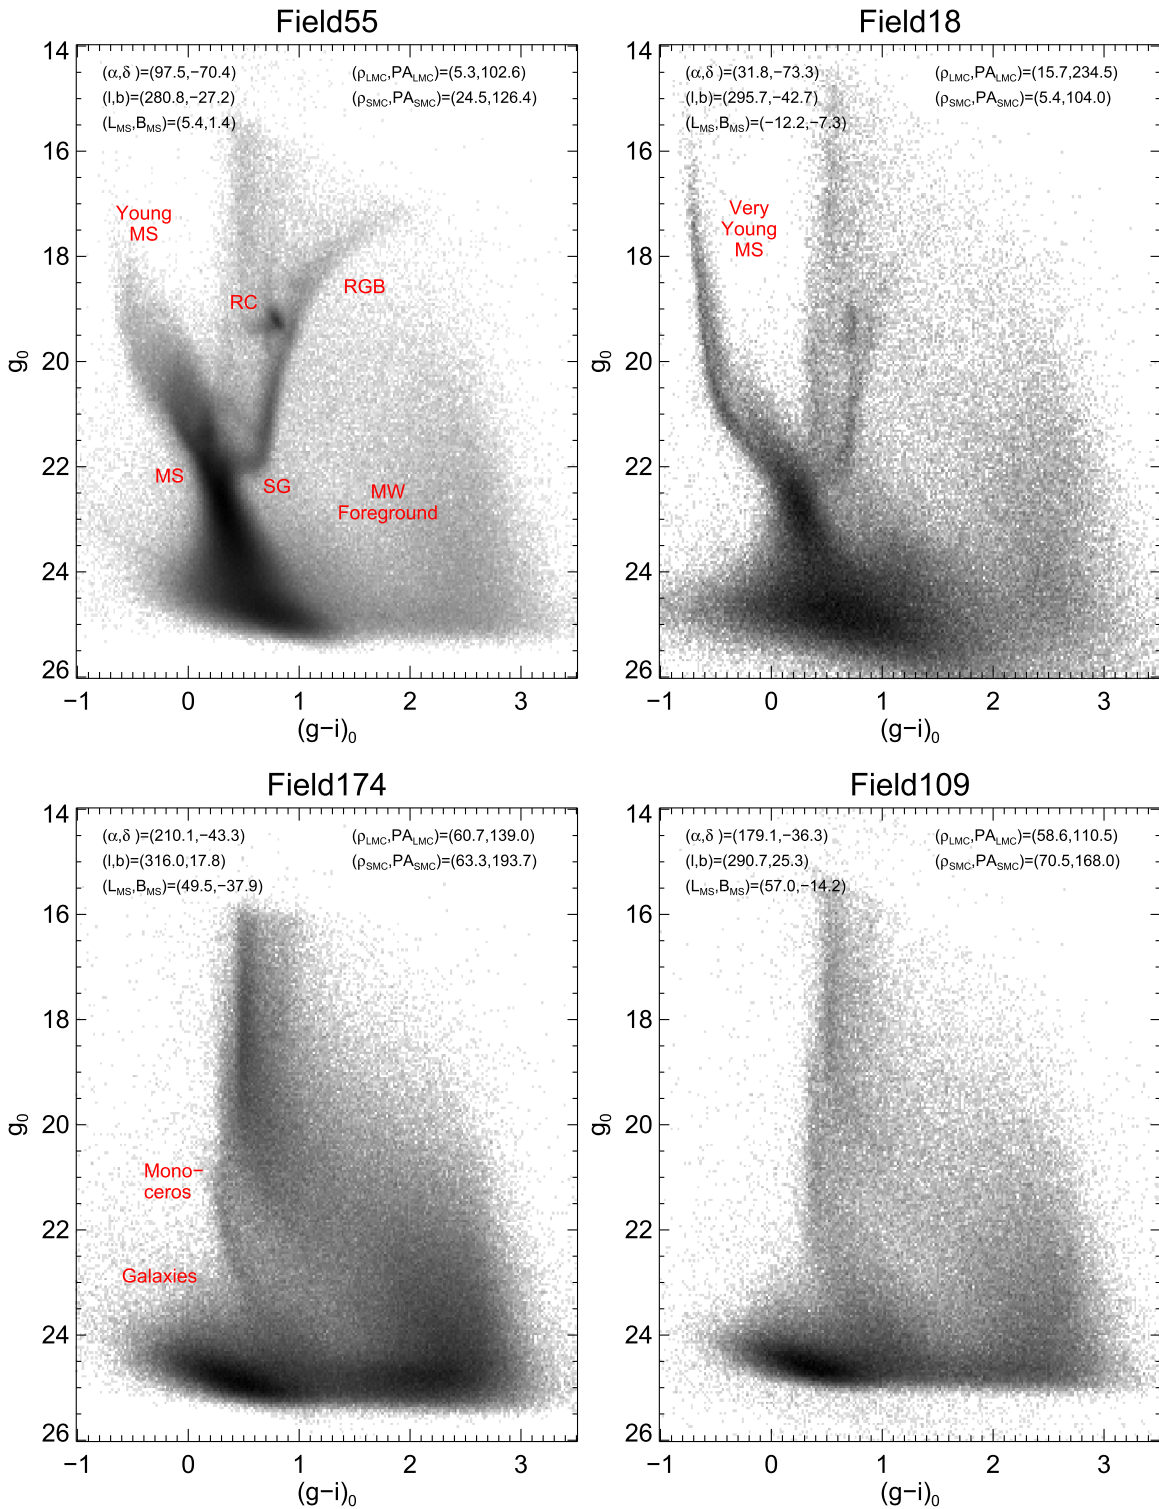 Field55
(α,δ )=(97.5,−70.4)
(ρLMC,PALMC)=(5.3,102.6)
(l,b)=(280.8,−27.2)
(ρSMC,PASMC)=(24.5,126.4)
(LMS,BMS)=(5.4,1.4)
Young
MS
RC
RGB
MS
SG
MW
Foreground
14
16
18
20
22
24
26
g0
−1 0 1 2 3
(g−i)0
Field18
(α,δ)=(31.8,−73.3)
(ρLMC,PALMC)=(15.7,234.5)
(l,b)=(295.7,−42.7)
(ρSMC,PASMC)=(5.4,104.0)
(LMS,BMS)=(−12.2,−7.3)
Very
Young
MS
14
16
18
20
22
24
26
g0
−1 0 1 2 3
(g−i)0
Field174
(α,δ)=(210.1,−43.3)
(ρLMC,PALMC)=(60.7,139.0)
(l,b)=(316.0,17.8)
(ρSMC,PASMC)=(63.3,193.7)
(LMS,BMS)=(49.5,−37.9)
Mono−
ceros
Galaxies
14
16
18
20
22
24
26
g0
−1 0 1 2 3
(g−i)0
Field109
(α,δ)=(179.1,−36.3)
(ρLMC,PALMC)=(58.6,110.5)
(l,b)=(290.7,25.3)
(ρSMC,PASMC)=(70.5,168.0)
(LMS,BMS)=(57.0,−14.2)
14
16
18
20
22
24
26
g0
−1 0 1 2 3
(g−i)0